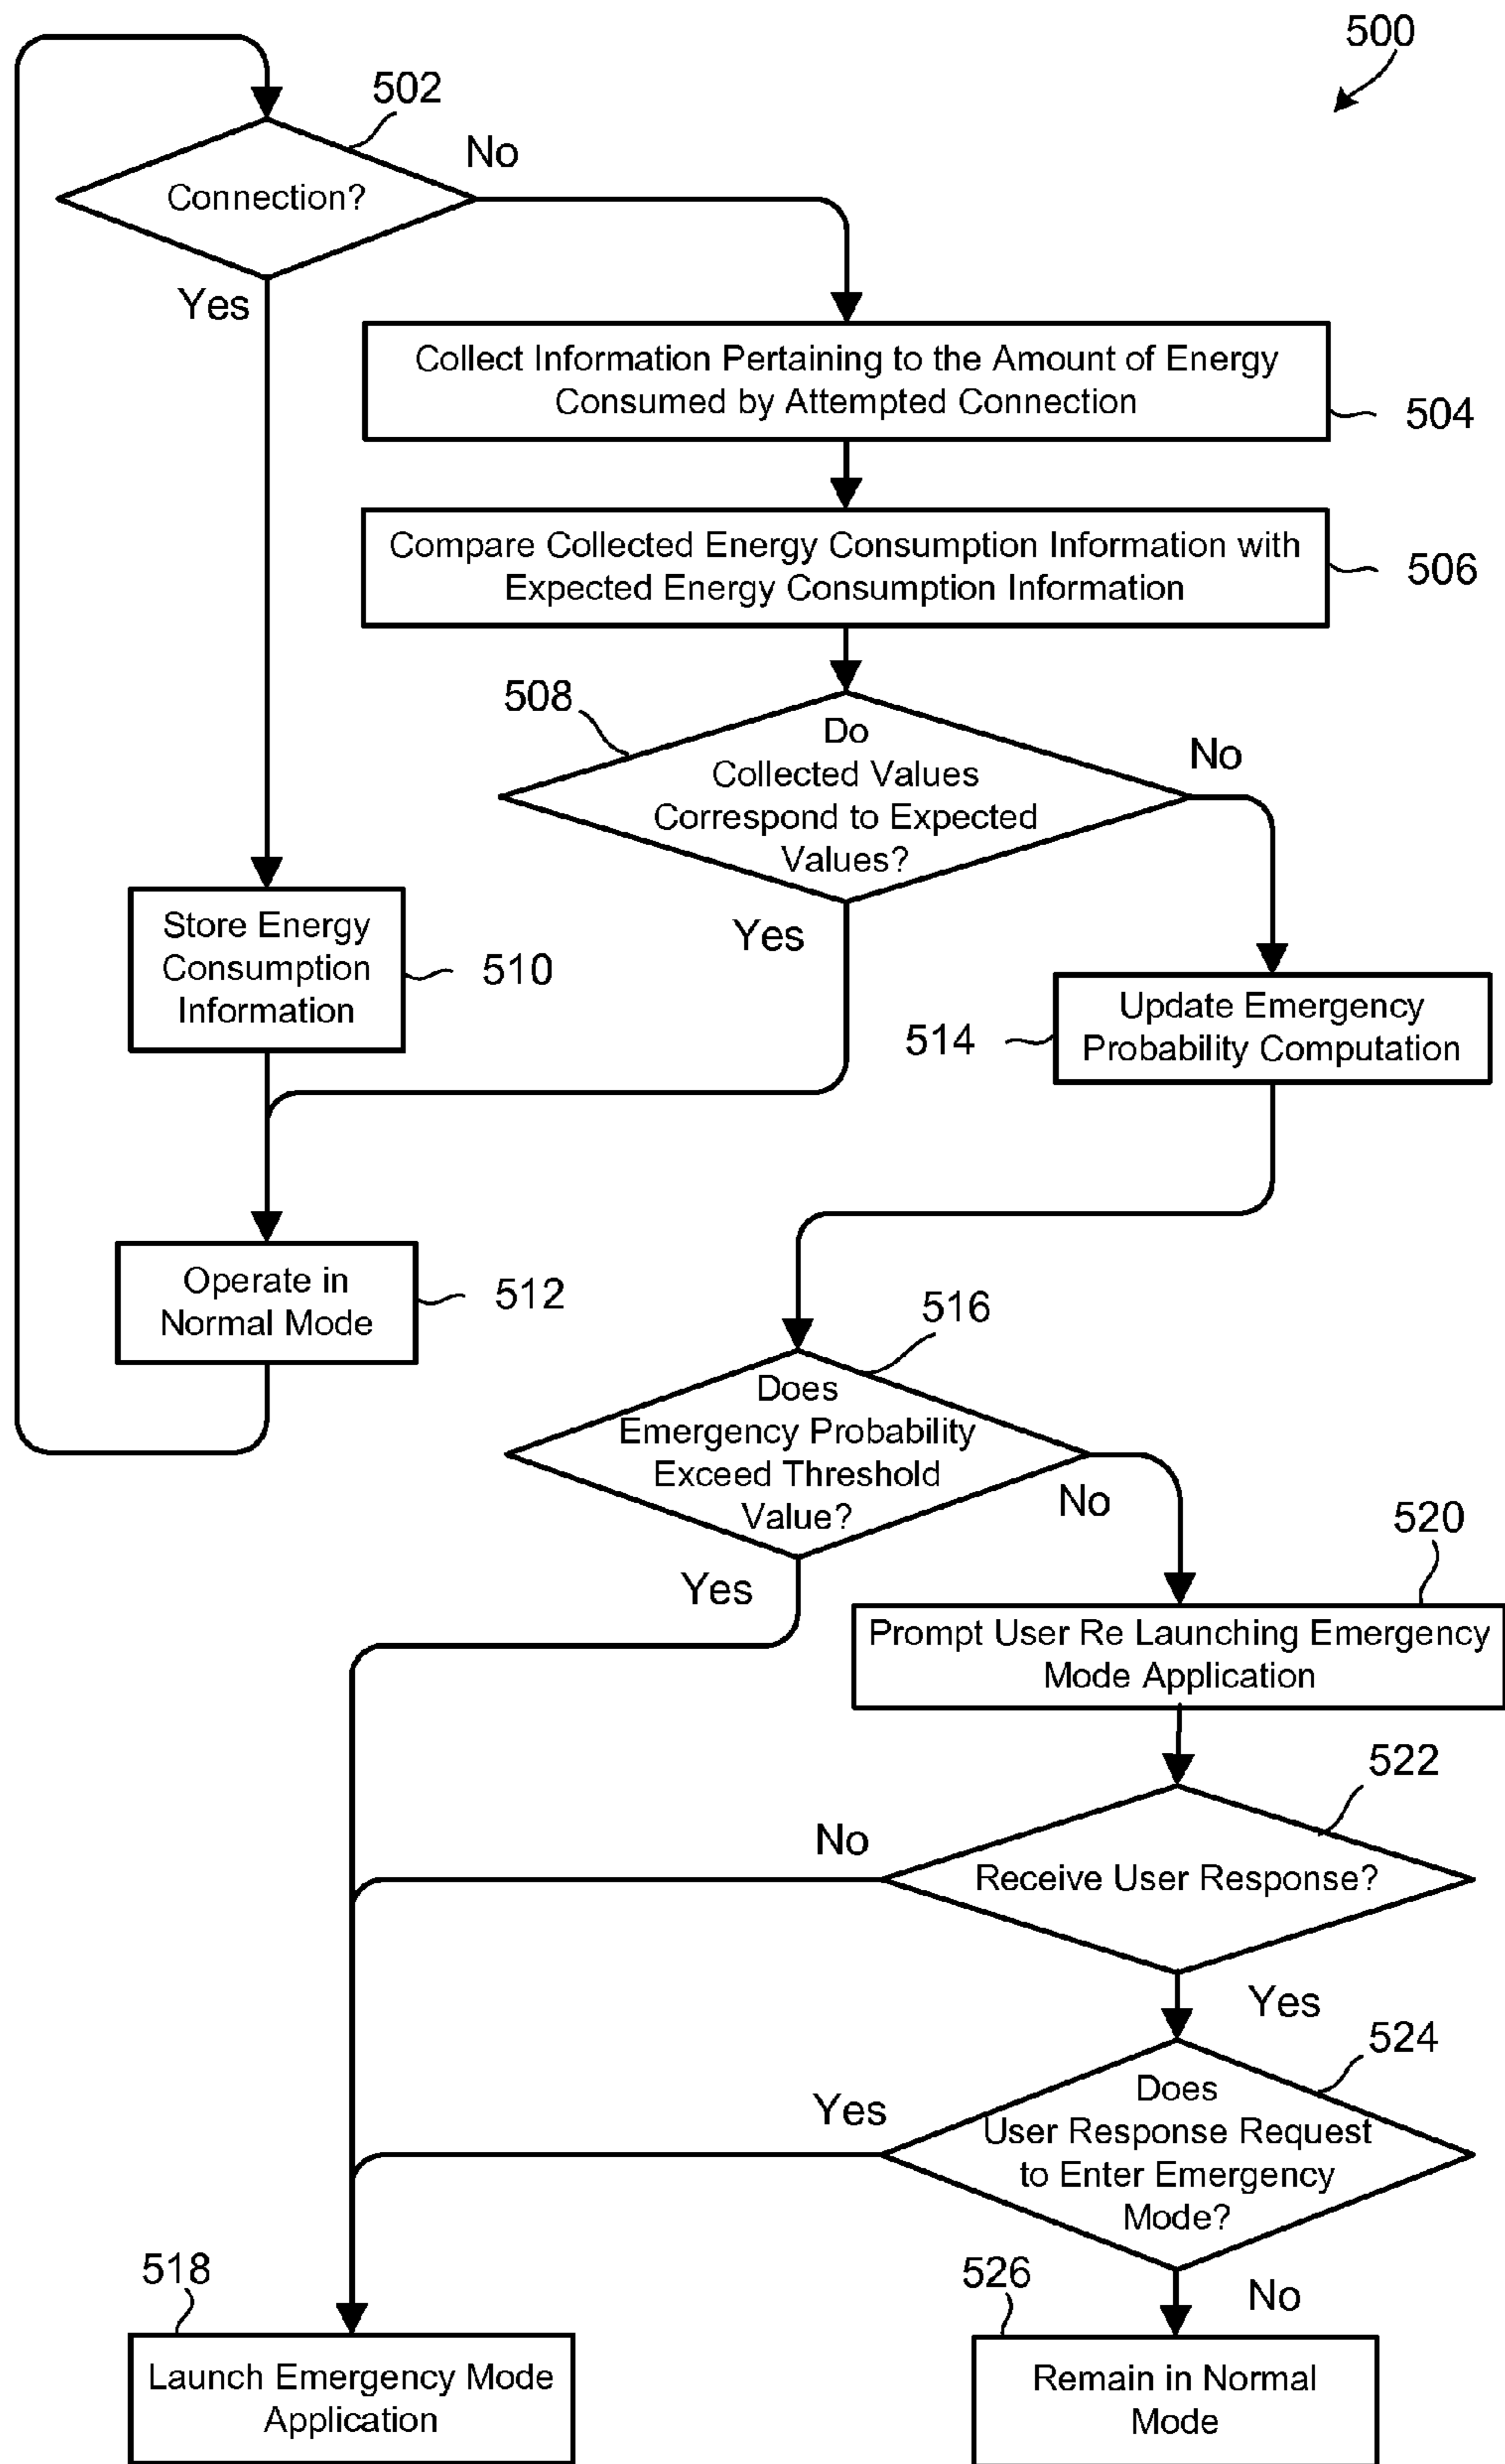 500
502
No
Connection?
Yes
Collect Information Pertaining to the Amount of Energy
Consumed by Attempted Connection
504
Compare Collected Energy Consumption Information with
Expected Energy Consumption Information
506
508
Do
Collected Values
Correspond to Expected
Values?
No
Yes
Store Energy
Consumption
Information
510
Update Emergency
Probability Computation
514
Operate in
Normal Mode
512
516
Does
Emergency Probability
Exceed Threshold
Value?
No
Yes
520
Prompt User Re Launching Emergency
Mode Application
522
No
Receive User Response?
Yes
524
Does
User Response Request
to Enter Emergency
Mode?
Yes
No
518
Launch Emergency Mode
Application
526
Remain in Normal
Mode